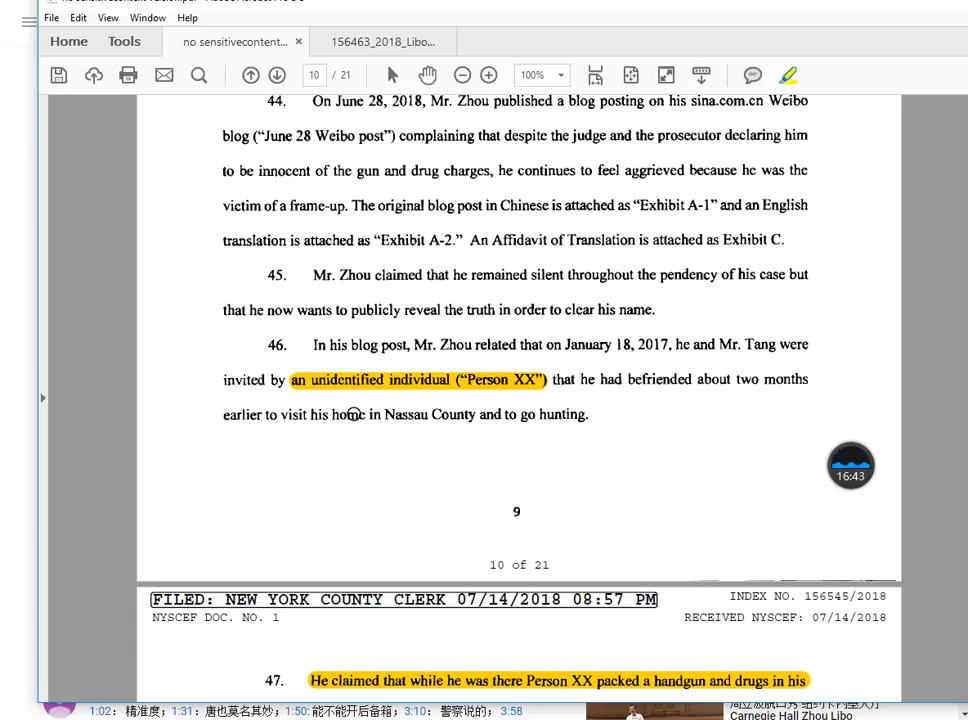 File Edit View Window Help
Home Tools no sensitivecontent... × 156463_2018_Libo...
10 / 21 100%
44. On June 28, 2018, Mr. Zhou published a blog posting on his sina.com.cn Weibo
blog (“June 28 Weibo post”) complaining that despite the judge and the prosecutor declaring him
to be innocent of the gun and drug charges, he continues to feel aggrieved because he was the
victim of a frame-up. The original blog post in Chinese is attached as “Exhibit A-1” and an English
translation is attached as “Exhibit A-2.” An Affidavit of Translation is attached as Exhibit C.
45. Mr. Zhou claimed that he remained silent throughout the pendency of his case but
that he now wants to publicly reveal the truth in order to clear his name.
46. In his blog post, Mr. Zhou related that on January 18, 2017, he and Mr. Tang were
invited by an unidentified individual (“Person XX”) that he had befriended about two months
earlier to visit his home in Nassau County and to go hunting.
16:43
9
10 of 21
FILED: NEW YORK COUNTY CLERK 07/14/2018 08:57 PM
INDEX NO. 156545/2018
NYSCEF DOC. NO. 1
RECEIVED NYSCEF: 07/14/2018
47. He claimed that while he was there Person XX packed a handgun and drugs in his
1:02: 精准度; 1:31: 唐也莫名其妙; 1:50: 能不能开后备箱; 3:10: 警察说的; 3:58
Carnegie Hall Zhou Libo